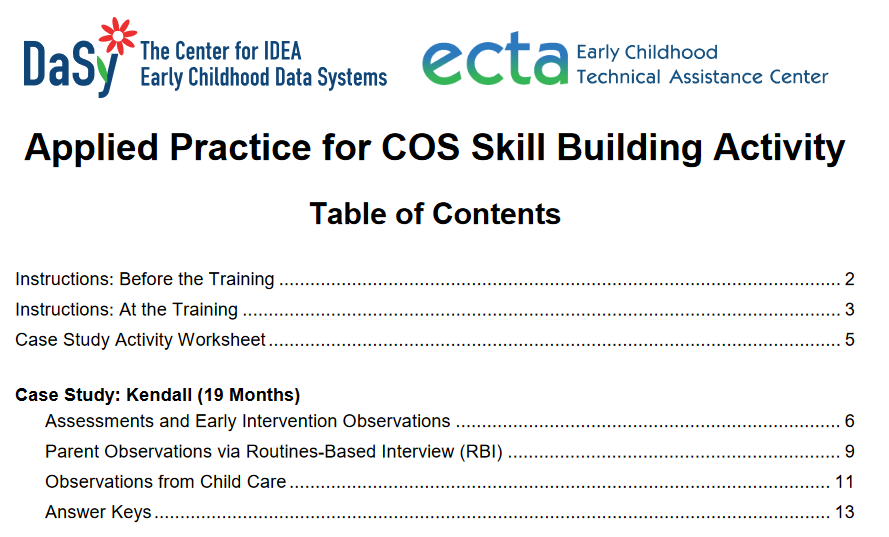 DaSy The Center for IDEA
Early Childhood Data Systems
ecta Early Childhood
Technical Assistance Center
Applied Practice for COS Skill Building Activity
Table of Contents
Instructions: Before the Training ........ 2
Instructions: At the Training ........ 3
Case Study Activity Worksheet ........ 5
Case Study: Kendall (19 Months)
Assessments and Early Intervention Observations ........ 6
Parent Observations via Routines-Based Interview (RBI) ........ 9
Observations from Child Care ........ 11
Answer Keys ........ 13